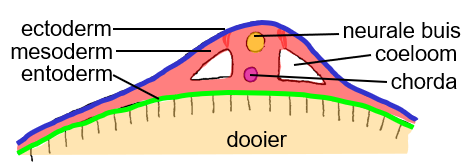 ectoderm
mesoderm
entoderm
neurale buis
coeloom
chorda
dooier